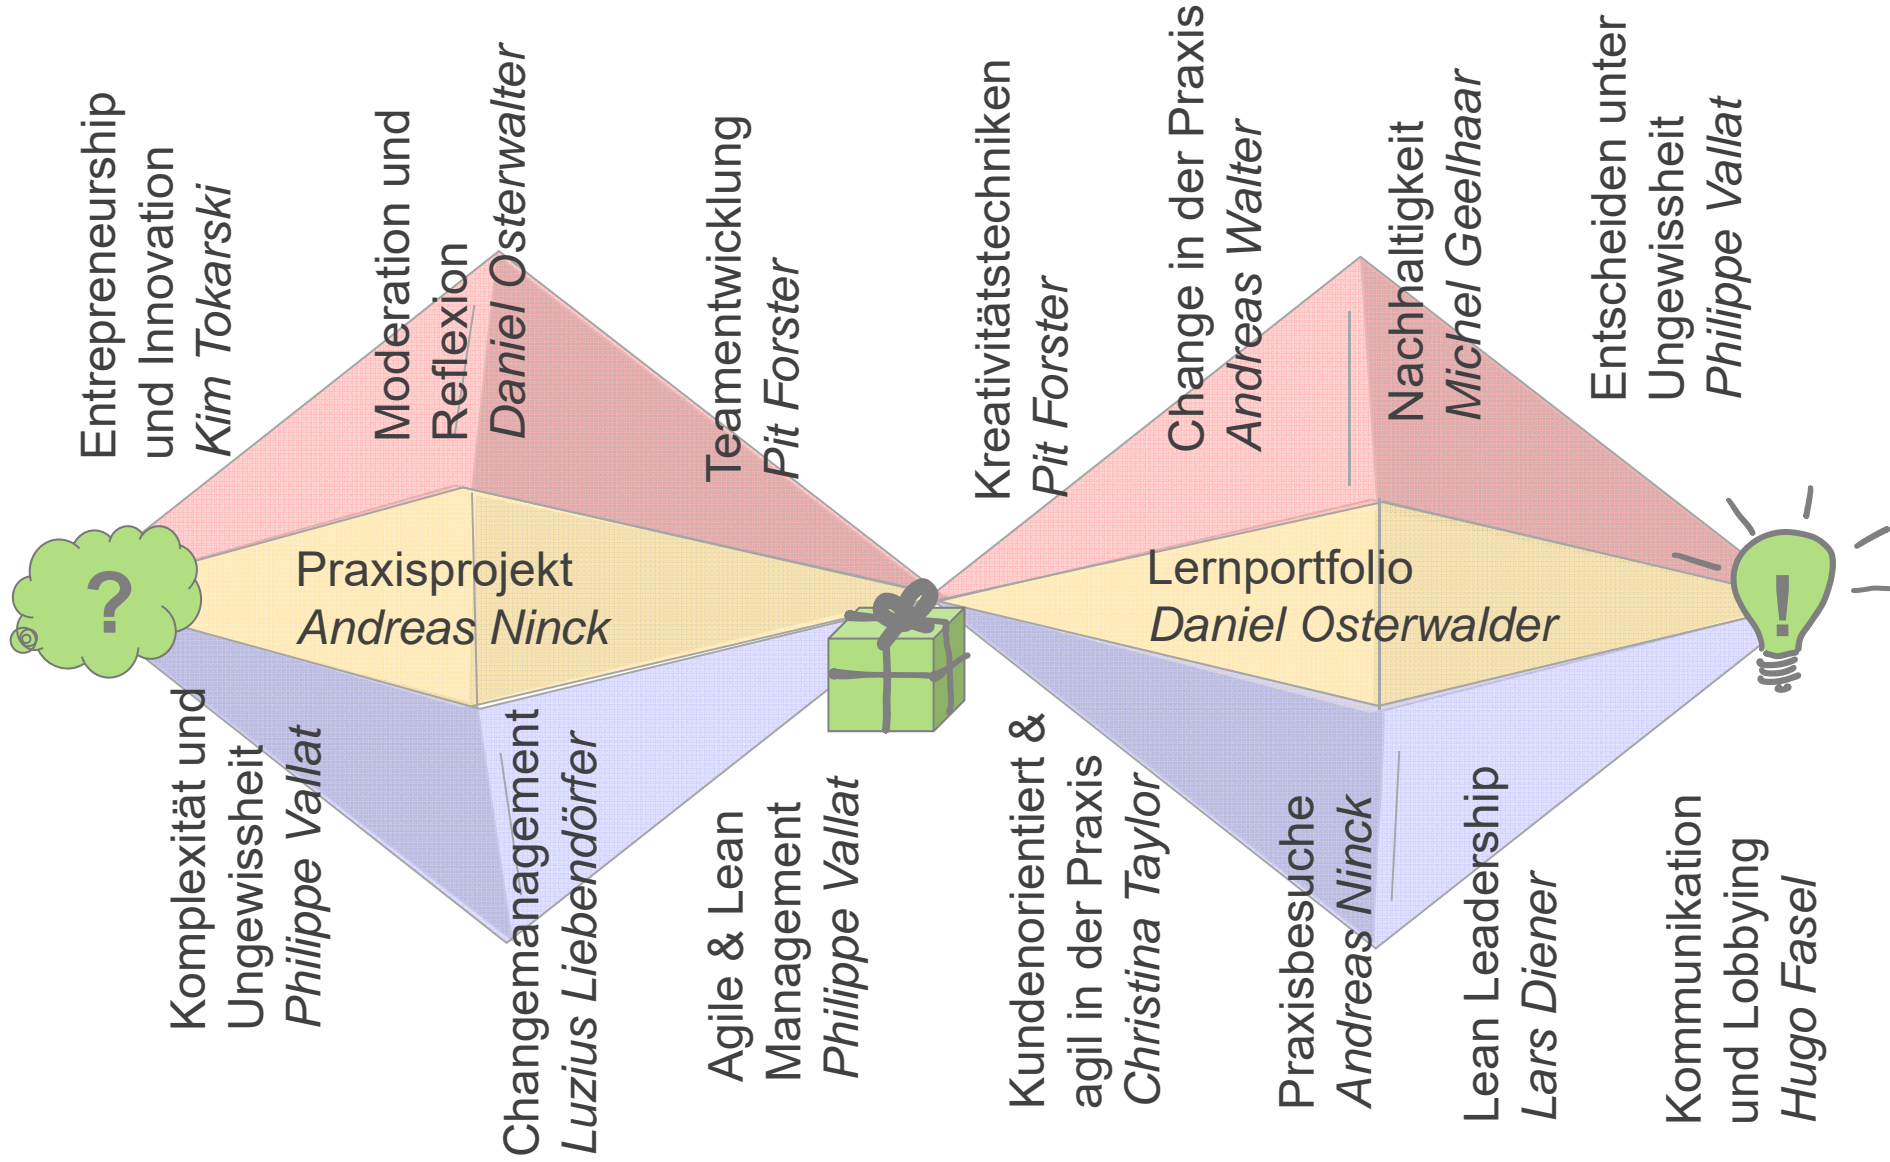 Entrepreneurship
und Innovation
Kim Tokarski
Moderation und
Reflexion
Daniel Osterwalter
Teamentwicklung
Pit Forster
Kreativitätstechniken
Pit Forster
Change in der Praxis
Andreas Walter
Nachhaltigkeit
Michel Geelhaar
Entscheiden unter
Ungewissheit
Philippe Vallat
?
Praxisprojekt
Andreas Ninck
Lernportfolio
Daniel Osterwalder
!
Komplexität und
Ungewissheit
Philippe Vallat
Changemanagement
Luzius Liebendörfer
Agile & Lean
Management
Philippe Vallat
Kundenorientiert &
agil in der Praxis
Christina Taylor
Praxisbesuche
Andreas Ninck
Lean Leadership
Lars Diener
Kommunikation
und Lobbying
Hugo Fasel